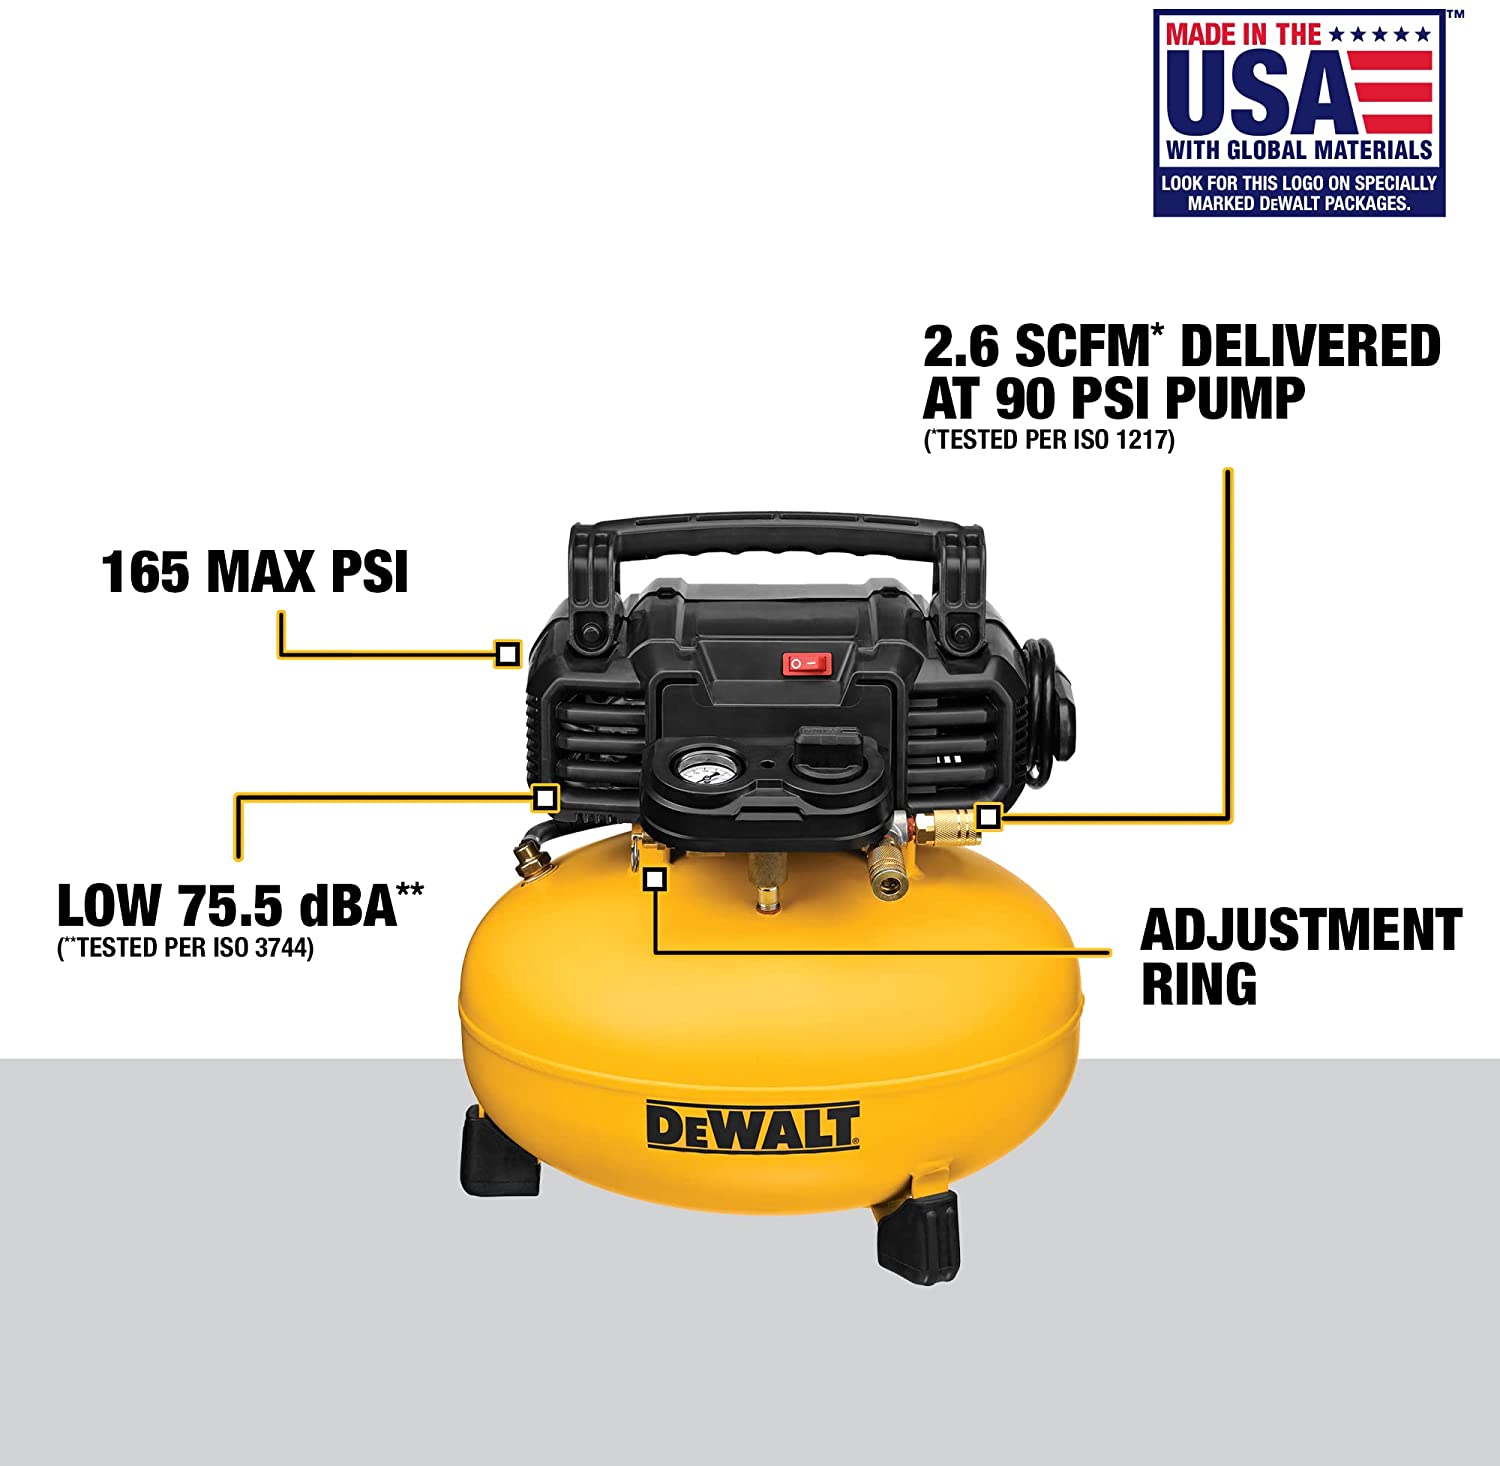 MADE IN THE ★★★★★
USA
WITH GLOBAL MATERIALS
LOOK FOR THIS LOGO ON SPECIALLY
MARKED DEWALT PACKAGES.
™
2.6 SCFM* DELIVERED
AT 90 PSI PUMP
(*TESTED PER ISO 1217)
165 MAX PSI
LOW 75.5 dBA**
(**TESTED PER ISO 3744)
ADJUSTMENT
RING
DEWALT®